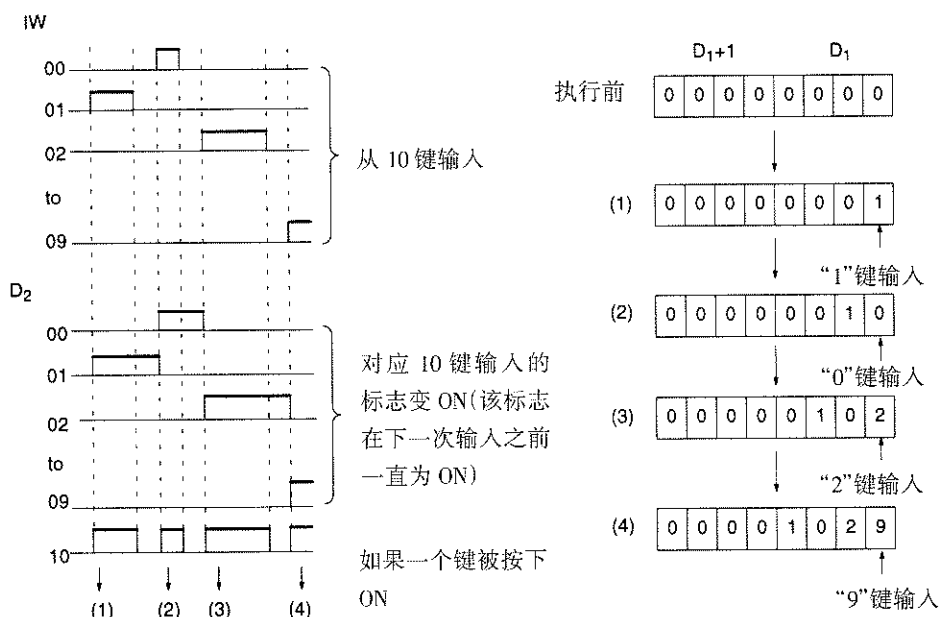 IW
00
01
02
to
09
从 10 键输入
D₂
00
01
02
to
09
10
对应 10 键输入的
标志变 ON(该标志
在下一次输入之前
一直为 ON)
如果一个键被按下
ON
(1) (2) (3) (4)
D₁+1 D₁
执行前 0 0 0 0 0 0 0 0
(1) 0 0 0 0 0 0 0 1
“1”键输入
(2) 0 0 0 0 0 0 1 0
“0”键输入
(3) 0 0 0 0 0 1 0 2
“2”键输入
(4) 0 0 0 0 1 0 2 9
“9”键输入